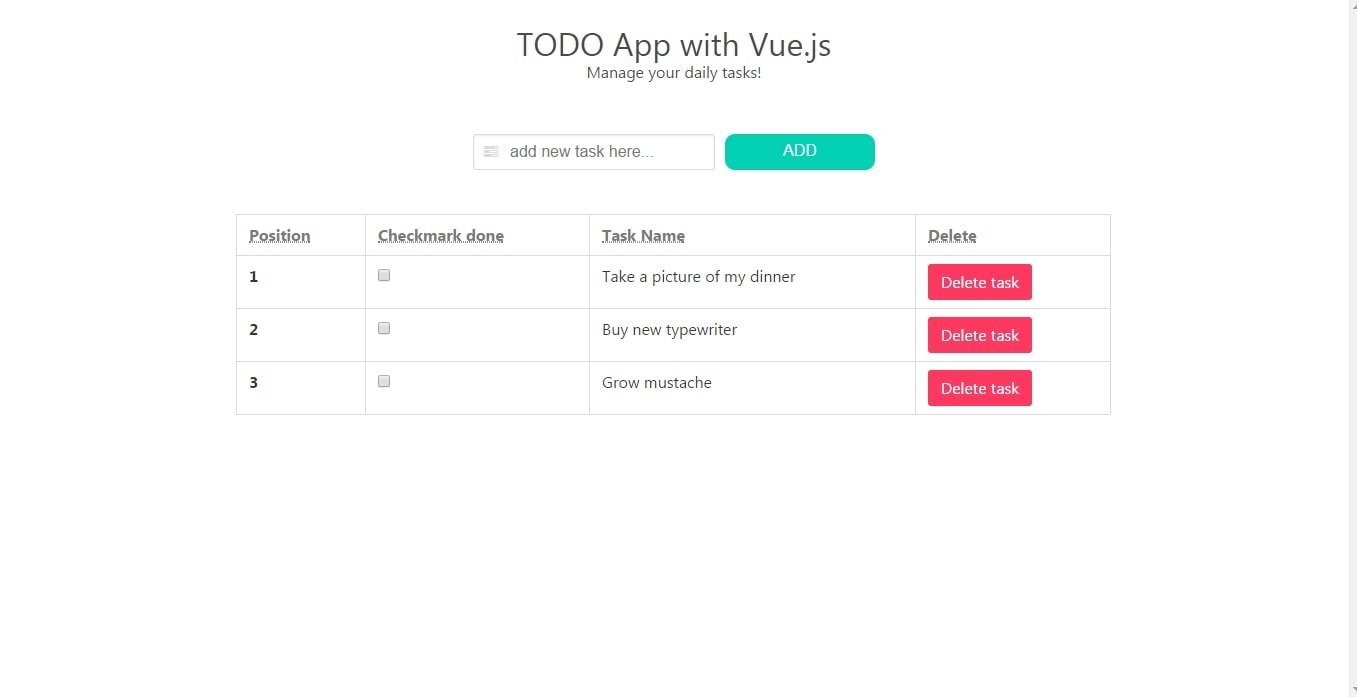 TODO App with Vue.js
Manage your daily tasks!
add new task here... ADD
Position Checkmark done Task Name Delete
1 Take a picture of my dinner Delete task
2 Buy new typewriter Delete task
3 Grow mustache Delete task